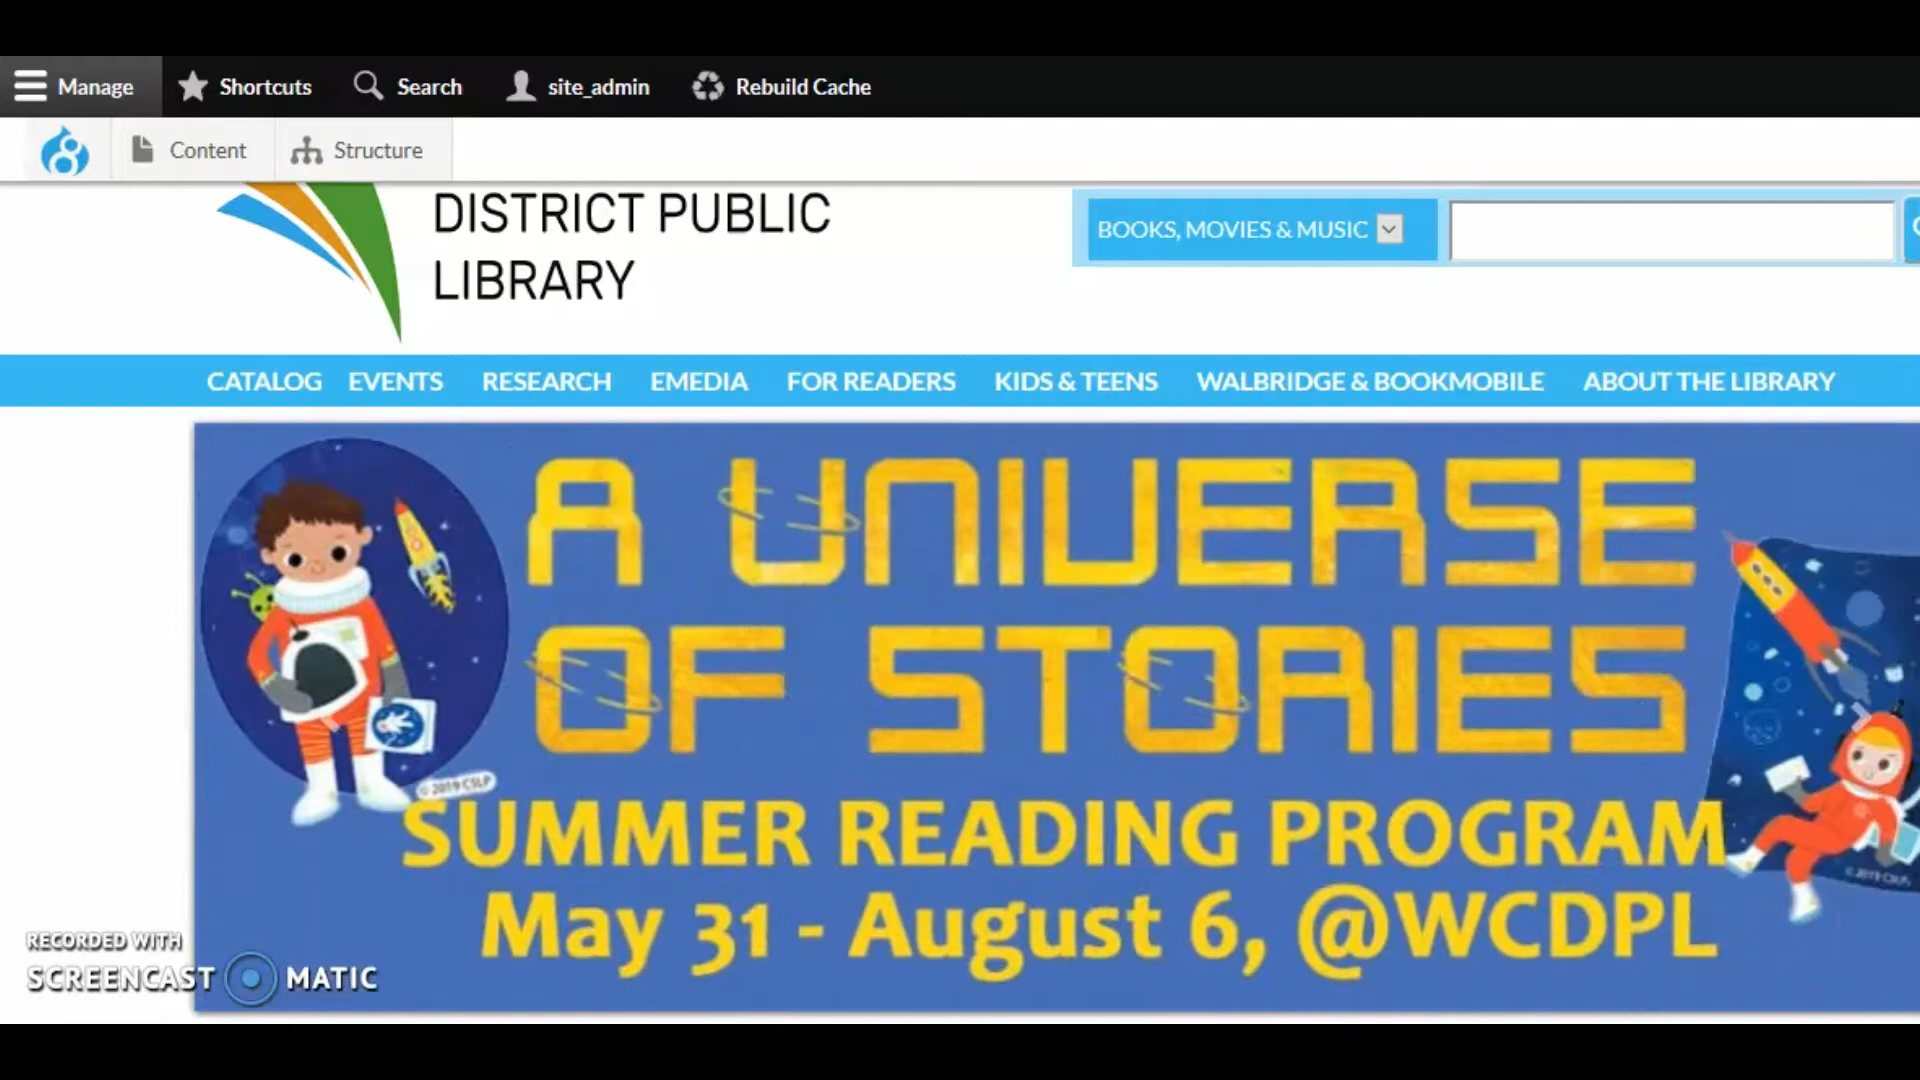 Manage Shortcuts Search site_admin Rebuild Cache
Content Structure
DISTRICT PUBLIC
LIBRARY
BOOKS, MOVIES & MUSIC
CATALOG EVENTS RESEARCH EMEDIA FOR READERS KIDS & TEENS WALBRIDGE & BOOKMOBILE ABOUT THE LIBRARY
A UNIVERSE
OF STORIES
© 2019 CSLP
SUMMER READING PROGRAM
May 31 - August 6, @WCDPL
RECORDED WITH
SCREENCAST MATIC